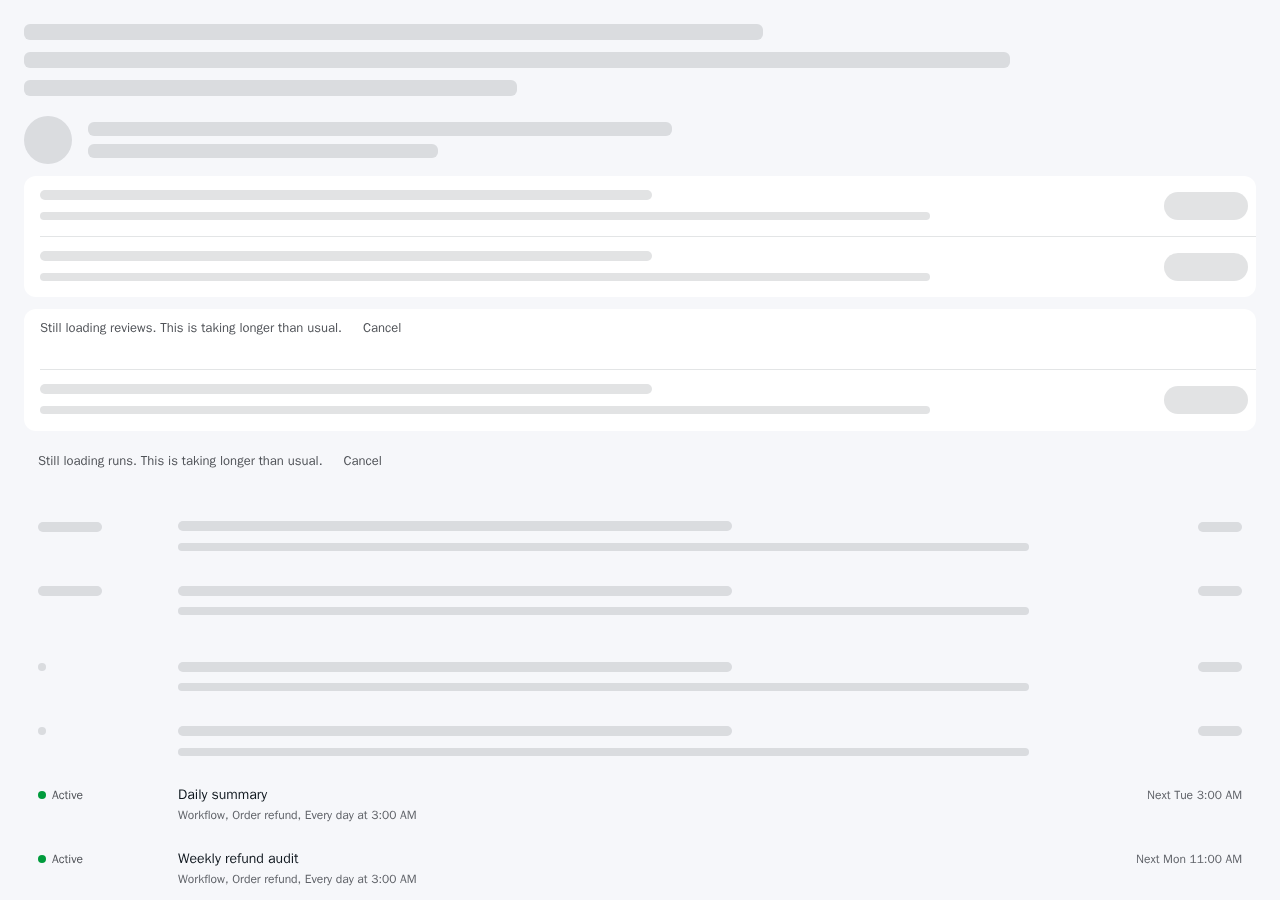 Still loading reviews. This is taking longer than usual. Cancel
Still loading runs. This is taking longer than usual. Cancel
Active Daily summary Next Tue 3:00 AM
Workflow, Order refund, Every day at 3:00 AM
Active Weekly refund audit Next Mon 11:00 AM
Workflow, Order refund, Every day at 3:00 AM